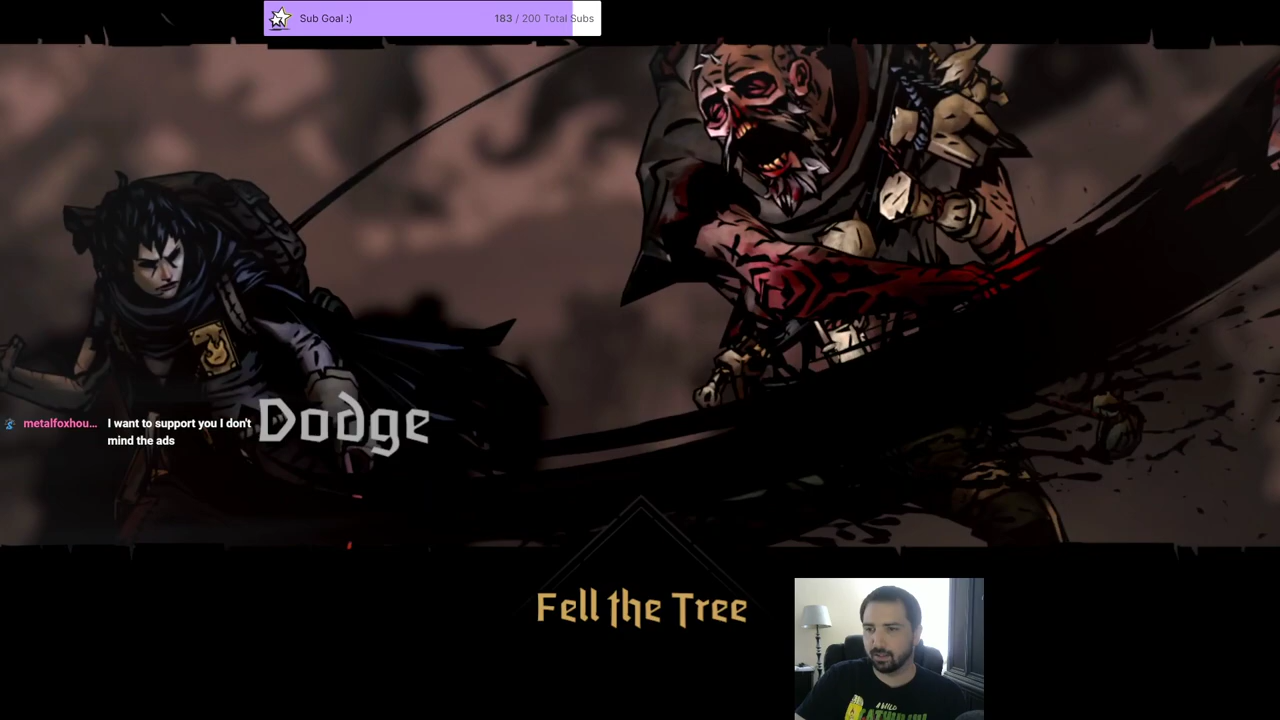 Sub Goal :)
183 / 200 Total Subs
metalfoxhou... I want to support you I don't
mind the ads
Dodge
Fell the Tree
A WILD